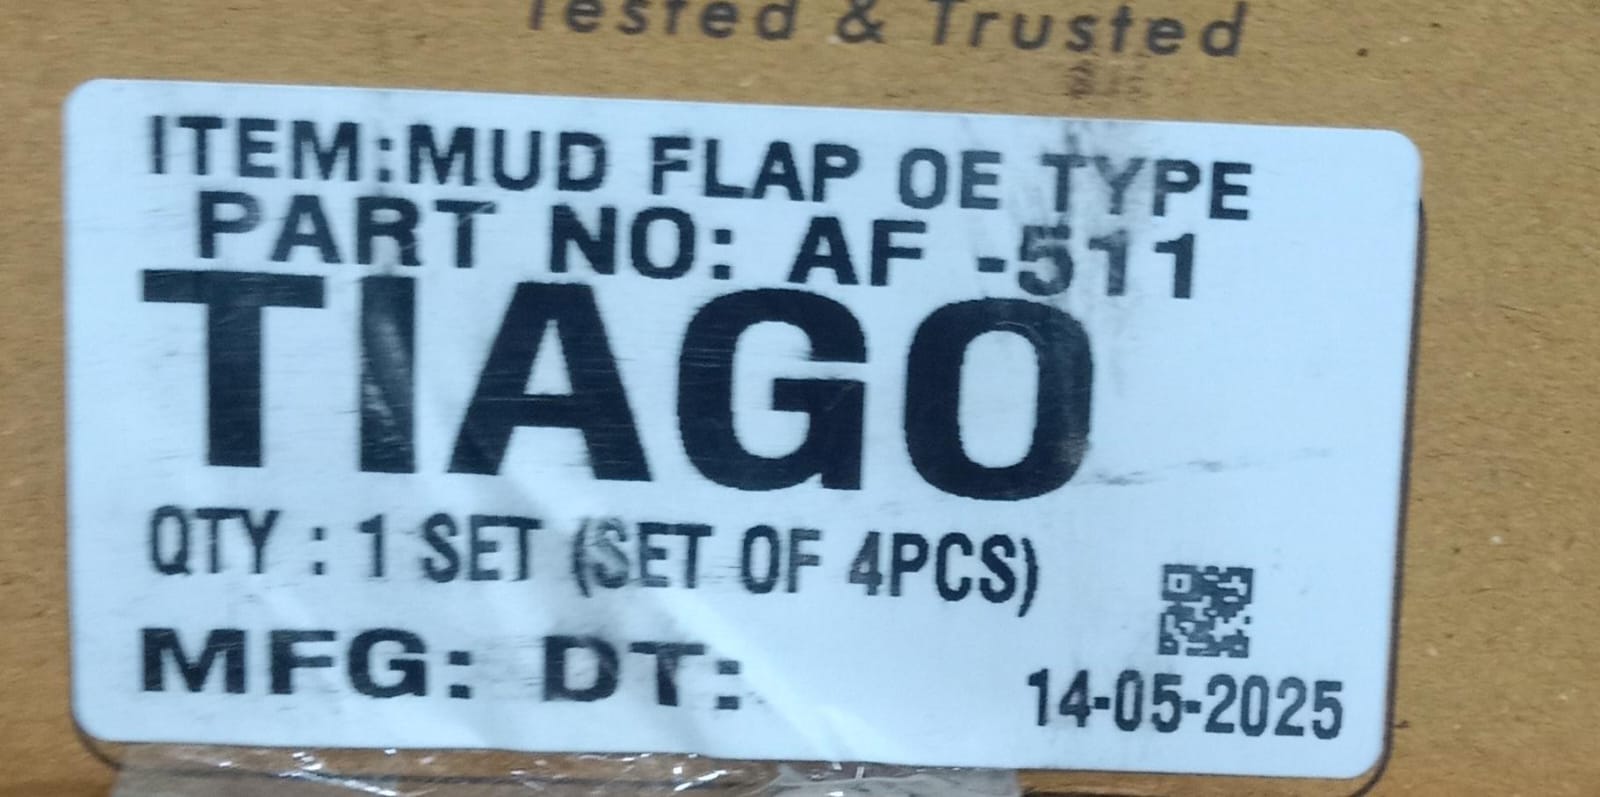 Tested & Trusted
ITEM:MUD FLAP OE TYPE
PART NO: AF -511
TIAGO
QTY : 1 SET (SET OF 4PCS)
MFG: DT:
14-05-2025